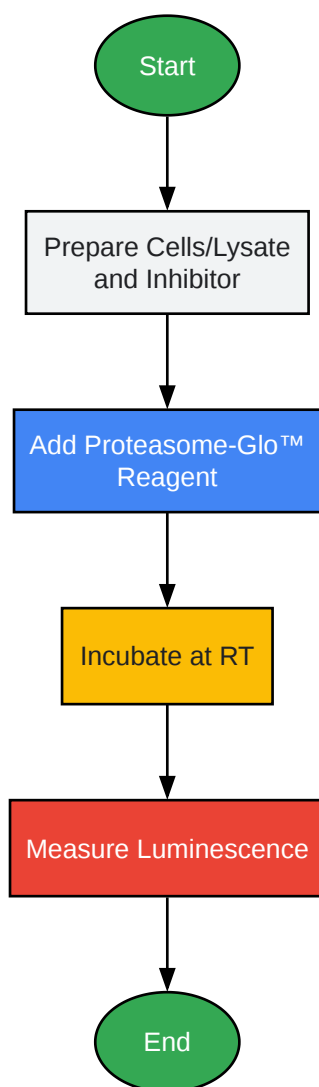 Start
Prepare Cells/Lysate
and Inhibitor
Add Proteasome-Glo™
Reagent
Incubate at RT
Measure Luminescence
End